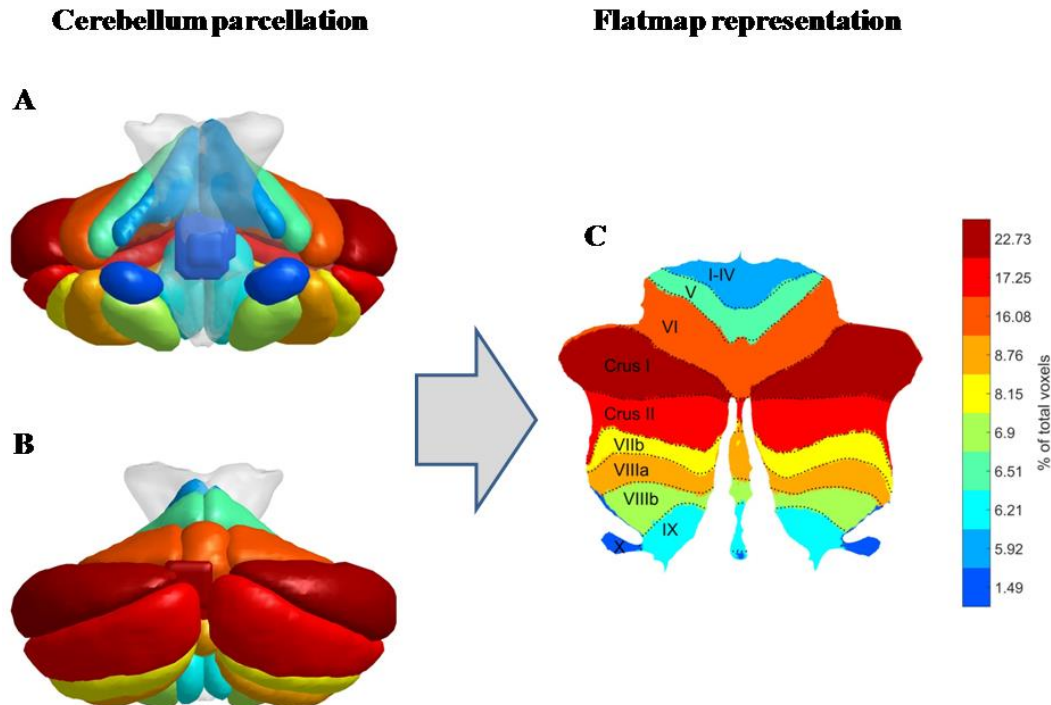 Cerebellum parcellation
Flatmap representation
A
B
C
I-IV
V
VI
Crus I
Crus II
VIIb
VIIIa
VIIIb
IX
X
22.73
17.25
16.08
8.76
8.15
6.9
6.51
6.21
5.92
1.49
% of total voxels